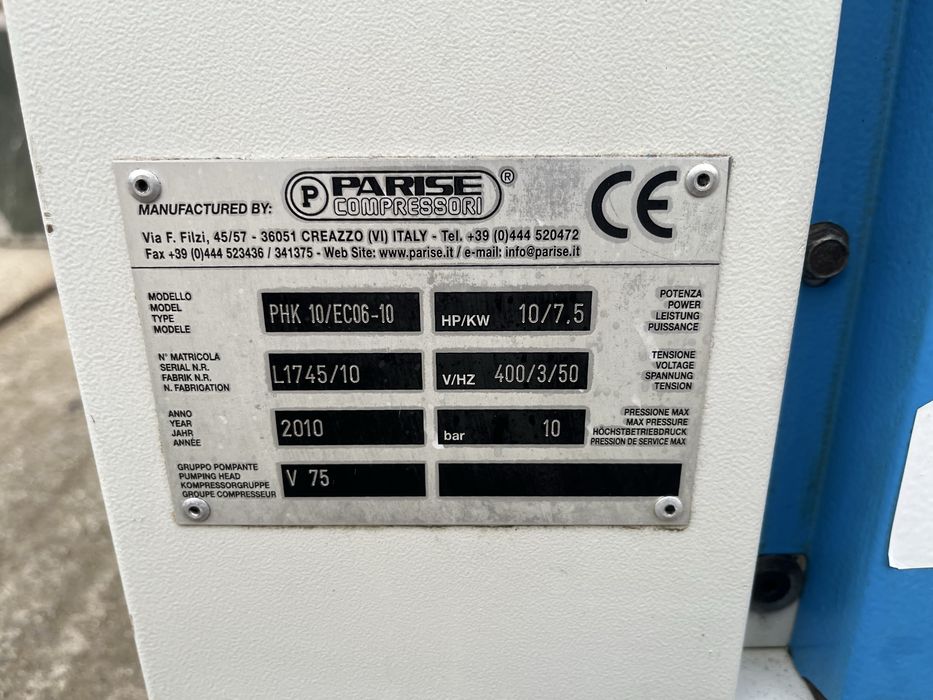 MANUFACTURED BY: P PARISE COMPRESSORI ® CE
Via F. Filzi, 45/57 - 36051 CREAZZO (VI) ITALY - Tel. +39 (0)444 520472
Fax +39 (0)444 523436 / 341375 - Web Site: www.parise.it / e-mail: info@parise.it
MODELLO
MODEL
TYPE
MODELE
PHK 10/EC06-10
HP/KW 10/7.5
POTENZA
POWER
LEISTUNG
PUISSANCE
N° MATRICOLA
SERIAL N.R.
FABRIK N.R.
N. FABRICATION
L1745/10
V/HZ 400/3/50
TENSIONE
VOLTAGE
SPANNUNG
TENSION
ANNO
YEAR
JAHR
ANNÉE
2010
bar 10
PRESSIONE MAX
MAX PRESSURE
HÖCHSTBETRIEBDRUCK
PRESSION DE SERVICE MAX
GRUPPO POMPANTE
PUMPING HEAD
KOMPRESSORGRUPPE
GROUPE COMPRESSEUR
V 75